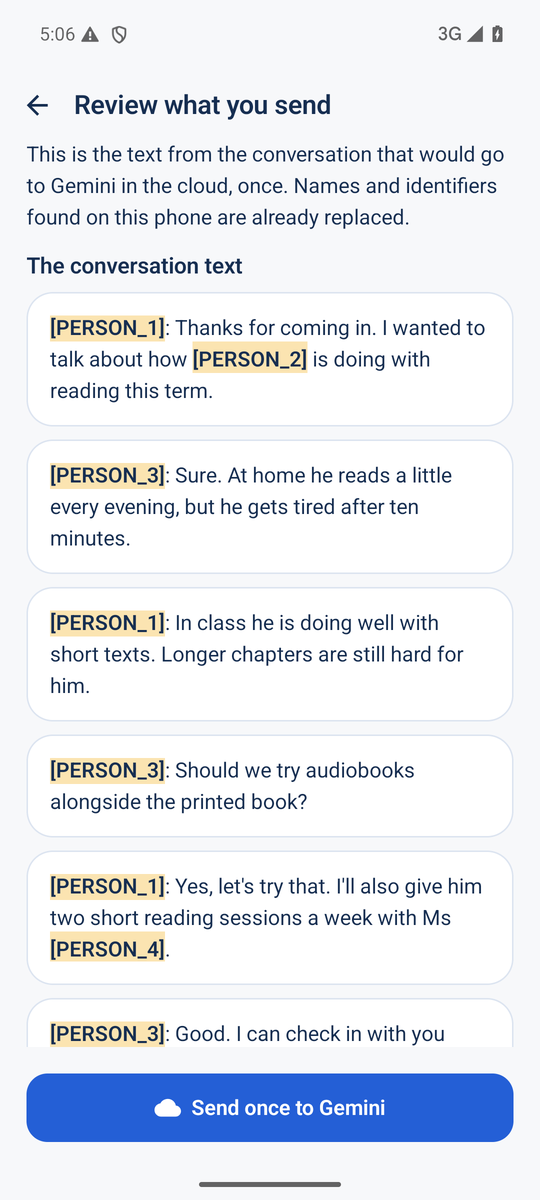 5:06
3G
Review what you send
This is the text from the conversation that would go
to Gemini in the cloud, once. Names and identifiers
found on this phone are already replaced.
The conversation text
[PERSON_1]: Thanks for coming in. I wanted to
talk about how [PERSON_2] is doing with
reading this term.
[PERSON_3]: Sure. At home he reads a little
every evening, but he gets tired after ten
minutes.
[PERSON_1]: In class he is doing well with
short texts. Longer chapters are still hard for
him.
[PERSON_3]: Should we try audiobooks
alongside the printed book?
[PERSON_1]: Yes, let's try that. I'll also give him
two short reading sessions a week with Ms
[PERSON_4].
[PERSON_3]: Good. I can check in with you
Send once to Gemini